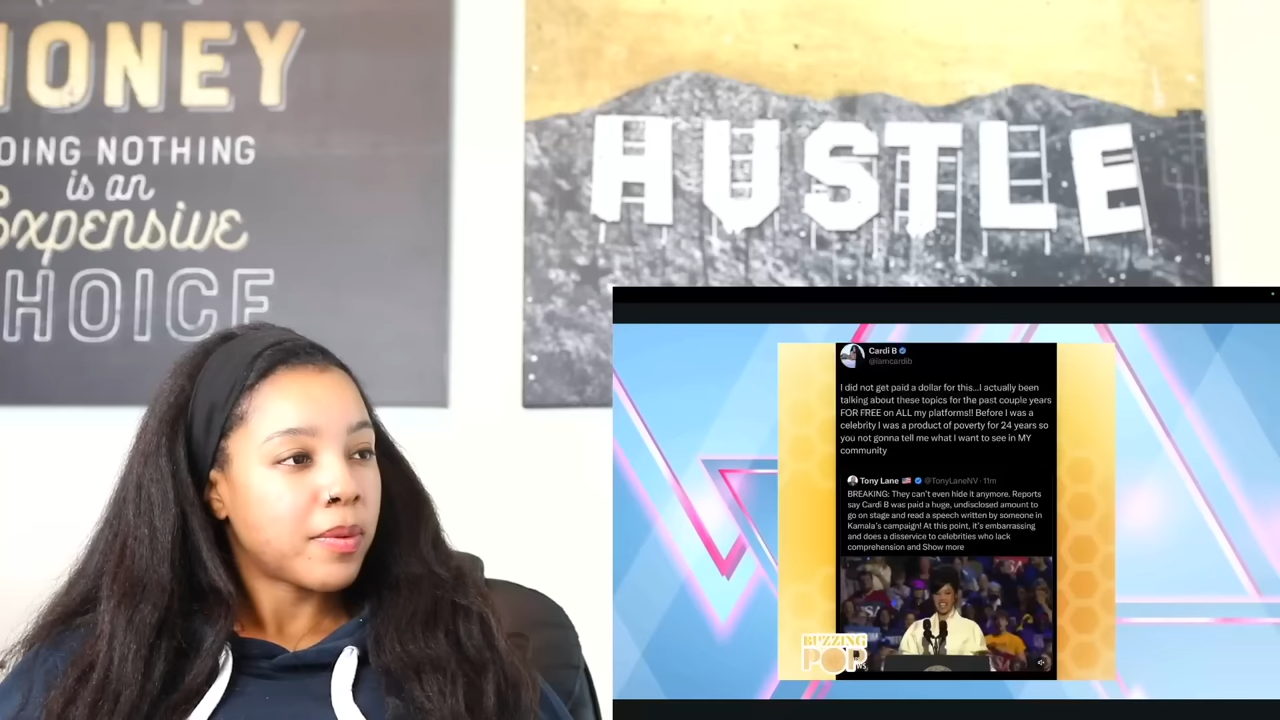 MONEY
DOING NOTHING
is an
Expensive
CHOICE
HUSTLE
Cardi B
@iamcardib
I did not get paid a dollar for this...I actually been
talking about these topics for the past couple years
FOR FREE on ALL my platforms!! Before I was a
celebrity I was a product of poverty for 24 years so
you not gonna tell me what I want to see in MY
community
Tony Lane @TonyLaneNV · 11m
BREAKING: They can't even hide it anymore. Reports
say Cardi B was paid a huge, undisclosed amount to
go on stage and read a speech written by someone in
Kamala's campaign! At this point, it's embarrassing
and does a disservice to celebrities who lack
comprehension and Show more
BUZZING
POP